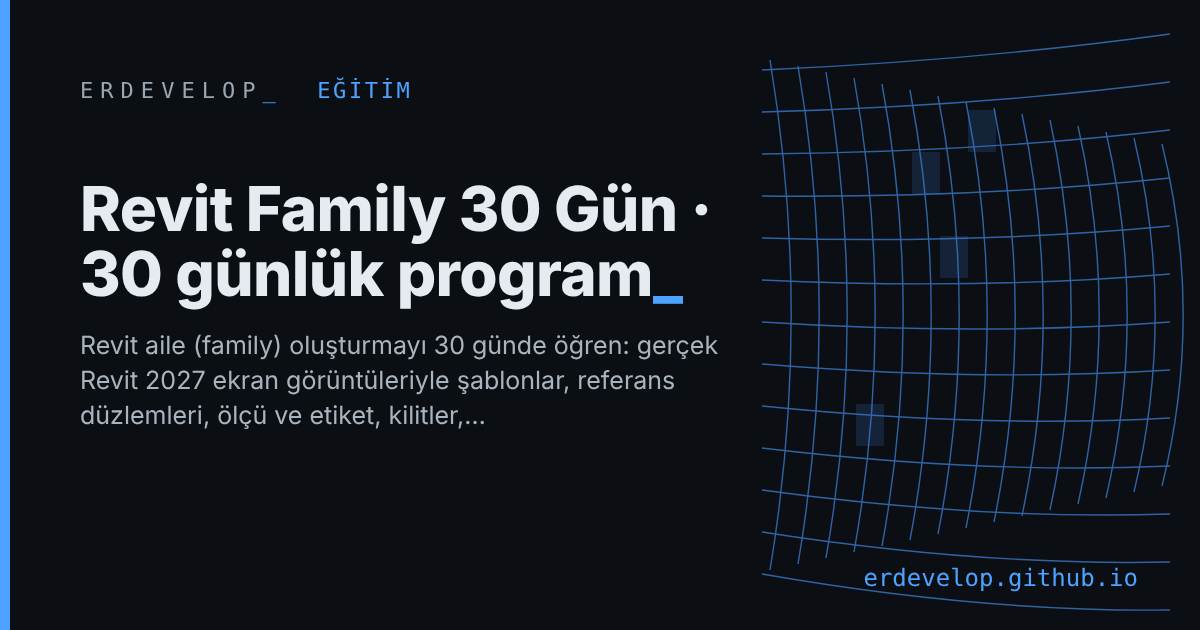 ERDEVELOP_ EĞİTİM
Revit Family 30 Gün ·
30 günlük program_
Revit aile (family) oluşturmayı 30 günde öğren: gerçek
Revit 2027 ekran görüntüleriyle şablonlar, referans
düzlemleri, ölçü ve etiket, kilitler,...
erdevelop.github.io